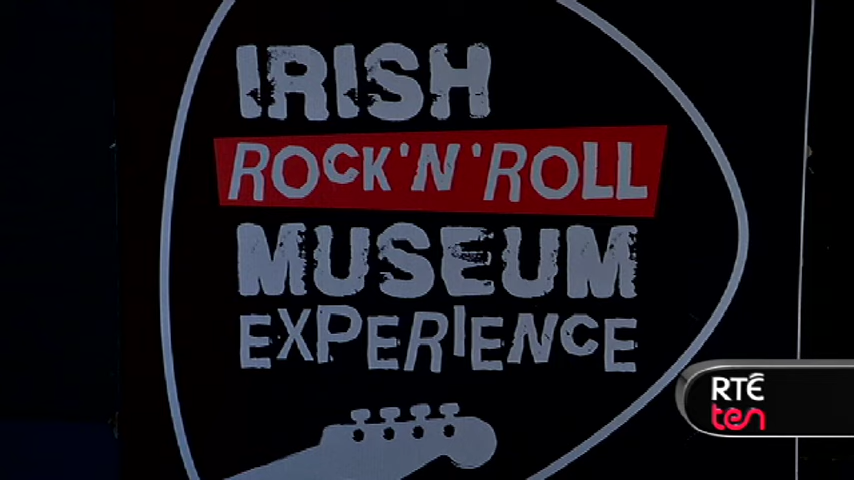 IRISH
ROCK'N'ROLL
MUSEUM
EXPERIENCE
RTÉ
ten